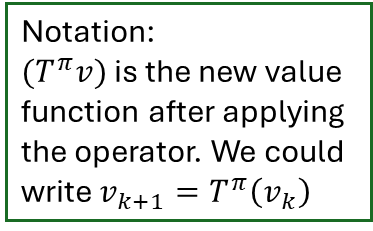 Notation:
(𝑇^𝜋 𝑣) is the new value
function after applying
the operator. We could
write 𝑣_{𝑘+1} = 𝑇^𝜋(𝑣_𝑘)